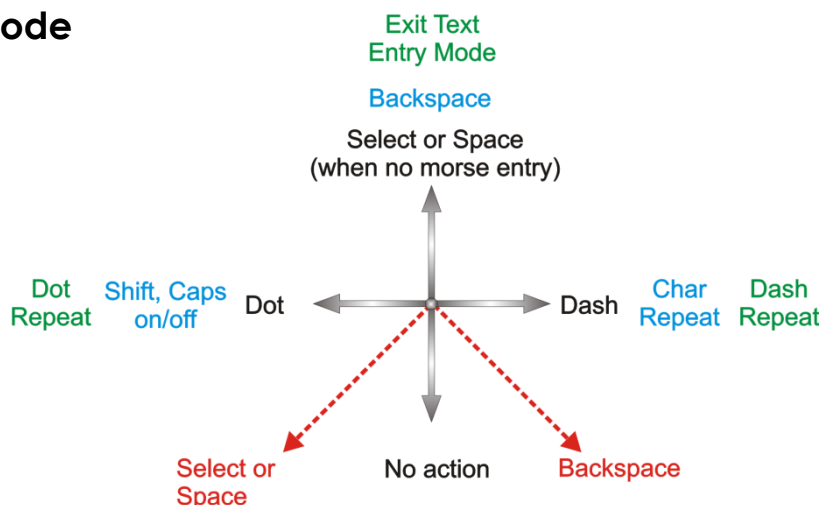 ode
Exit Text
Entry Mode
Backspace
Select or Space
(when no morse entry)
Dot
Repeat
Shift, Caps
on/off
Dot
Dash
Char
Repeat
Dash
Repeat
Select or
Space
No action
Backspace